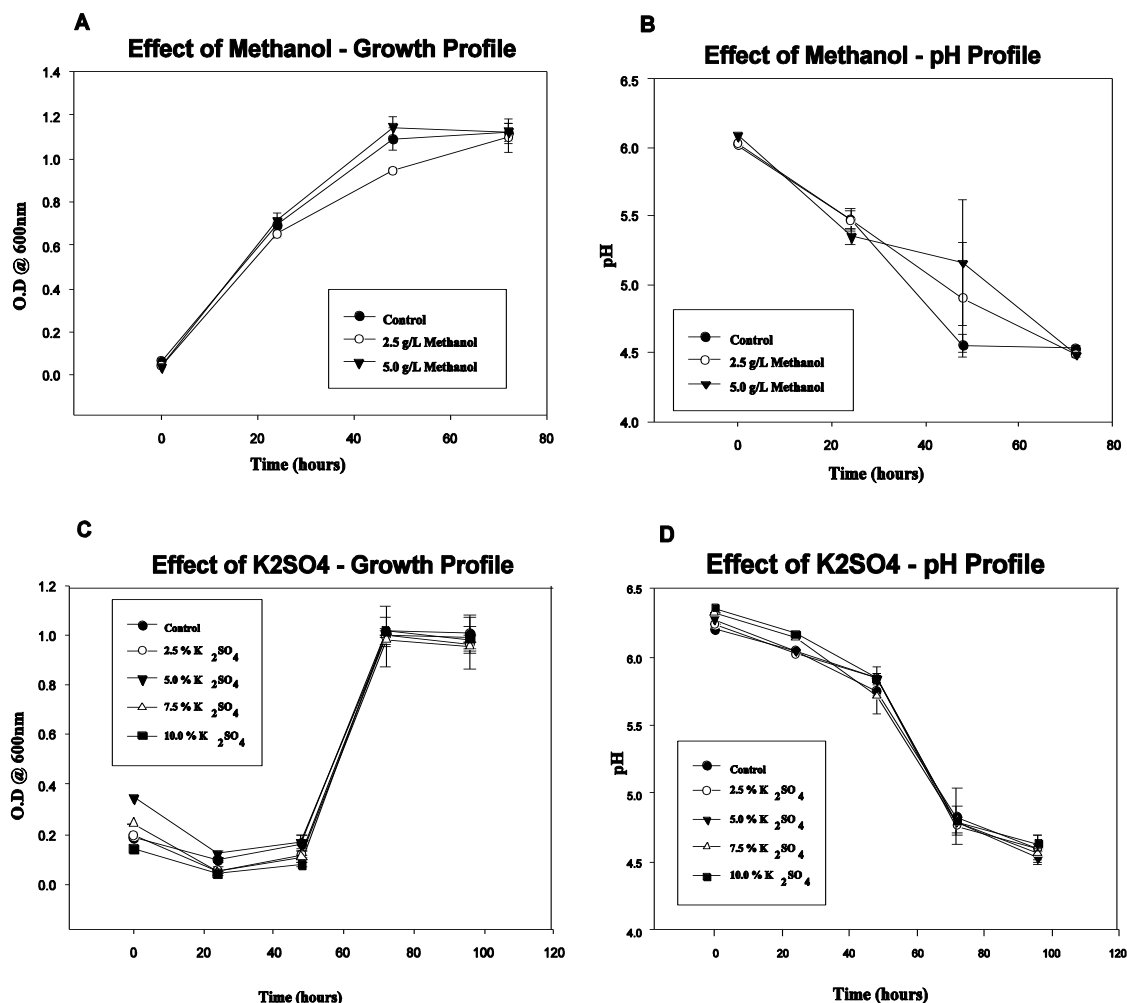 A
Effect of Methanol - Growth Profile
1.4
1.2
1.0
0.8
0.6
0.4
0.2
0.0
O.D @ 600nm
Control
2.5 g/L Methanol
5.0 g/L Methanol
0 20 40 60 80
Time (hours)
B
Effect of Methanol - pH Profile
6.5
6.0
5.5
5.0
4.5
4.0
pH
Control
2.5 g/L Methanol
5.0 g/L Methanol
0 20 40 60 80
Time (hours)
C
Effect of K2SO4 - Growth Profile
1.2
1.0
0.8
0.6
0.4
0.2
0.0
O.D @ 600nm
Control
2.5 % K 2SO4
5.0 % K 2SO4
7.5 % K 2SO4
10.0 % K 2SO4
0 20 40 60 80 100 120
Time (hours)
D
Effect of K2SO4 - pH Profile
6.5
6.0
5.5
5.0
4.5
4.0
pH
Control
2.5 % K 2SO4
5.0 % K 2SO4
7.5 % K 2SO4
10.0 % K 2SO4
0 20 40 60 80 100 120
Time (hours)